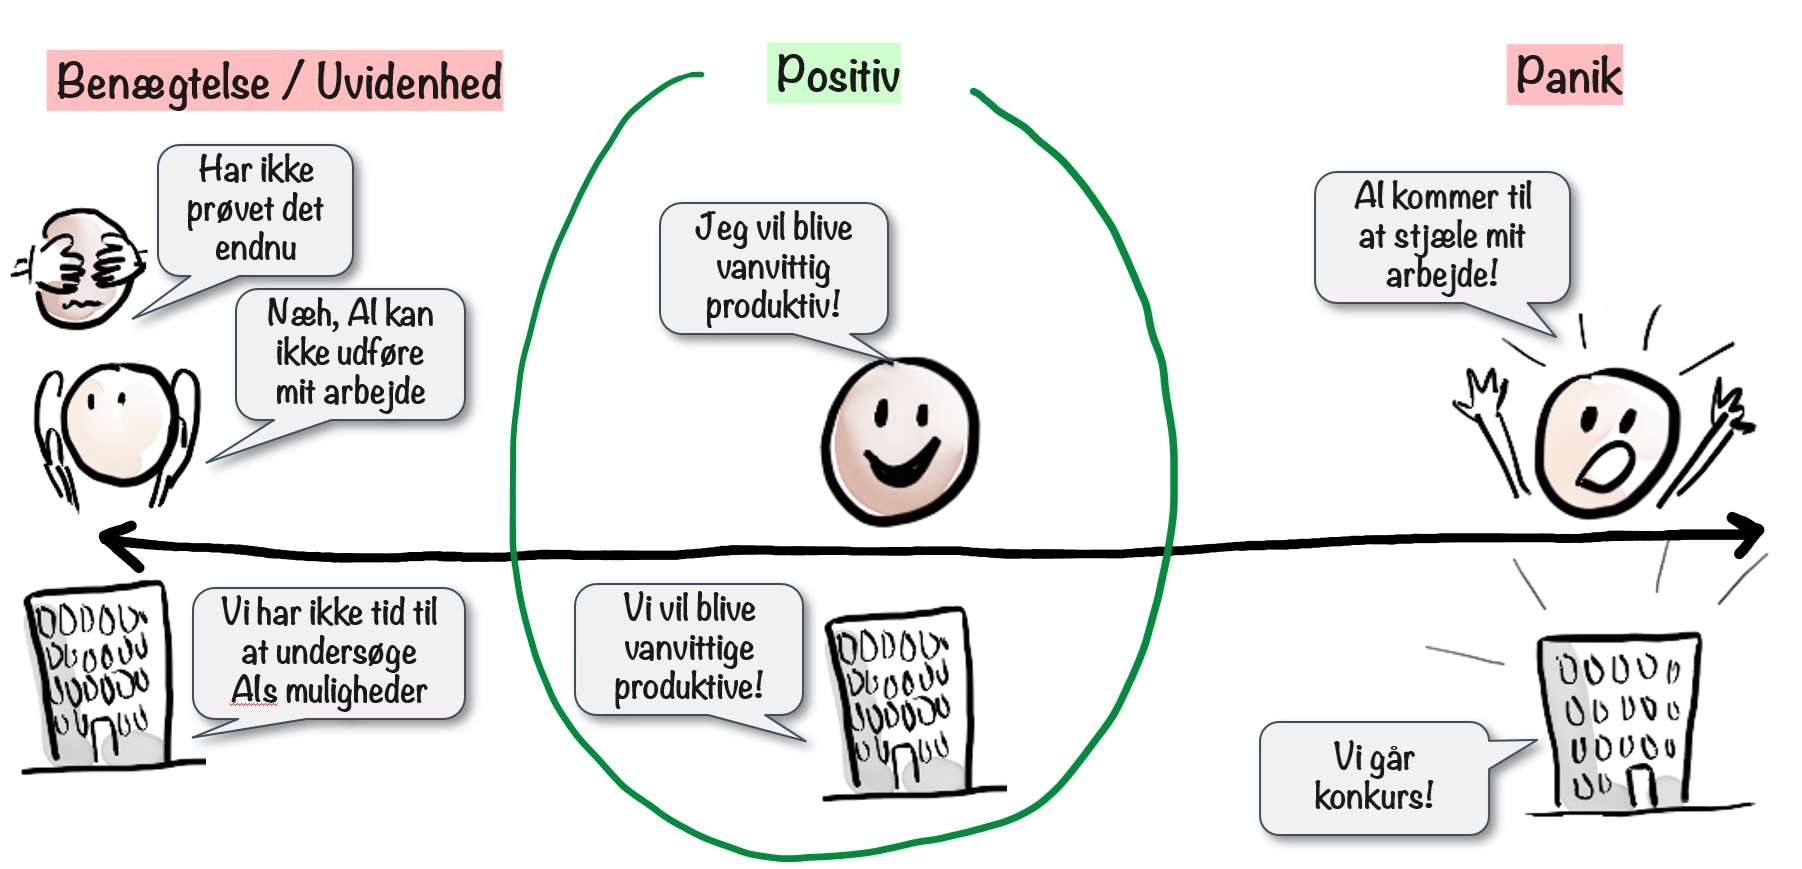 Benægtelse / Uvidenhed
Positiv
Panik
Har ikke
prøvet det
endnu
Næh, AI kan
ikke udføre
mit arbejde
Jeg vil blive
vanvittig
produktiv!
AI kommer til
at stjæle mit
arbejde!
Vi har ikke tid til
at undersøge
AIs muligheder
Vi vil blive
vanvittige
produktive!
Vi går
konkurs!